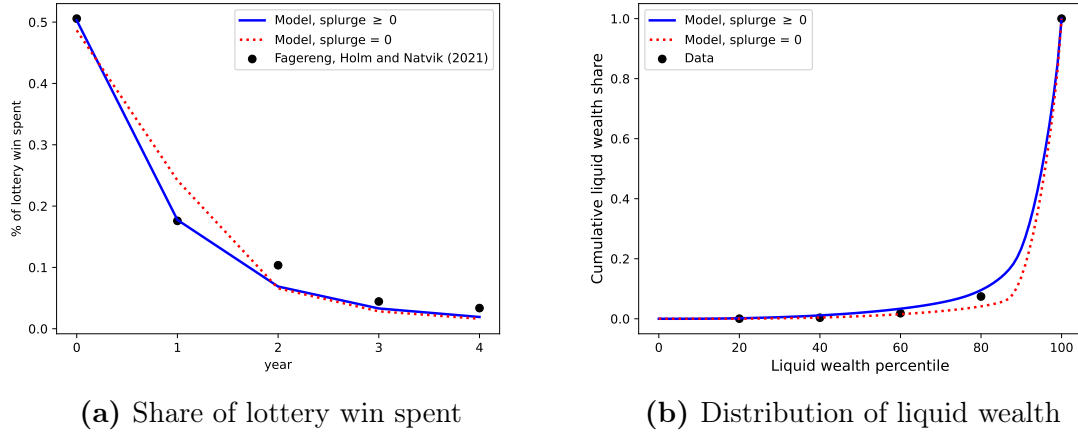 Model, splurge ≥ 0
Model, splurge = 0
Fagereng, Holm and Natvik (2021)
% of lottery win spent
0.5
0.4
0.3
0.2
0.1
0.0
0 1 2 3 4
year
(a) Share of lottery win spent
Model, splurge ≥ 0
Model, splurge = 0
Data
Cumulative liquid wealth share
1.0
0.8
0.6
0.4
0.2
0.0
0 20 40 60 80 100
Liquid wealth percentile
(b) Distribution of liquid wealth